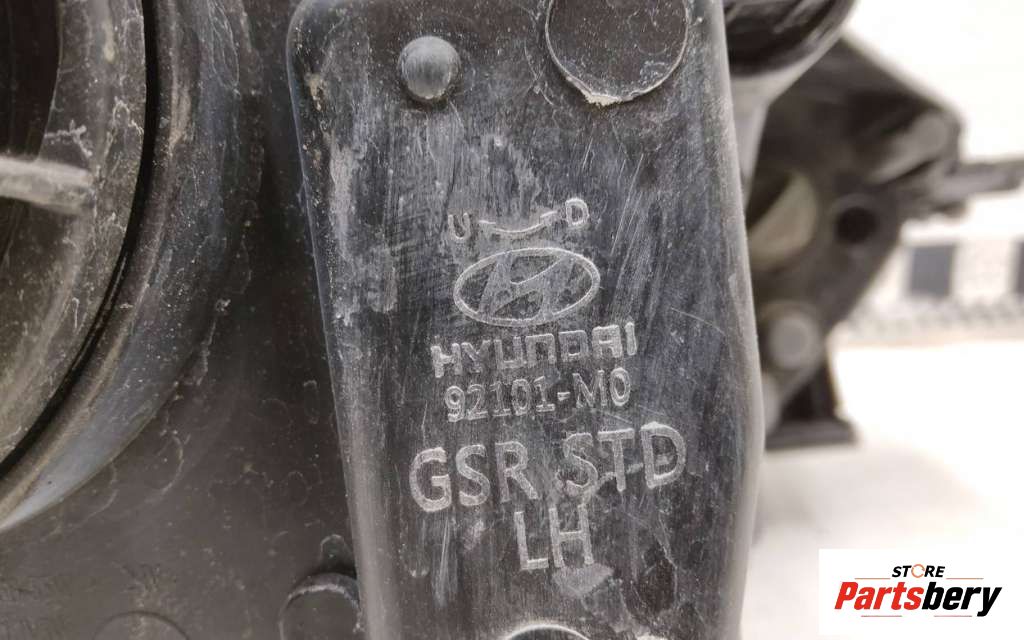 U D
HYUNDAI
92101-M0
GSR STD
LH
STORE
Partsbery